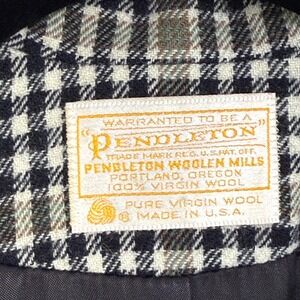 WARRANTED TO BE A
"PENDLETON"
TRADE MARK REG. U.S. PAT. OFF.
PENDLETON WOOLEN MILLS
PORTLAND, OREGON
100% VIRGIN WOOL
PURE VIRGIN WOOL
® MADE IN U.S.A.